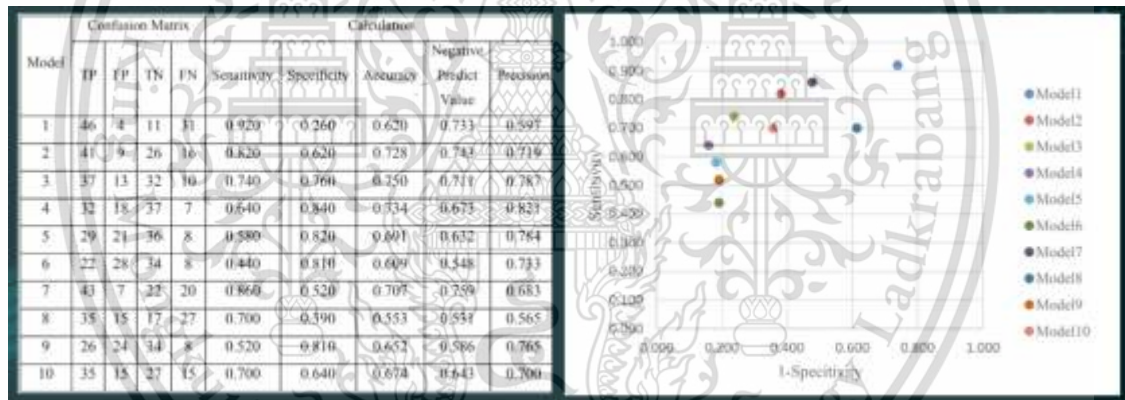 Model Confusion Matrix Calculation
TP FP TN FN Sensitivity Specificity Accuracy Negative Predict Value Precision
1 46 4 11 31 0.920 0.260 0.620 0.733 0.597
2 41 9 26 16 0.820 0.620 0.728 0.743 0.719
3 37 13 32 10 0.740 0.760 0.750 0.711 0.787
4 32 18 37 7 0.640 0.840 0.734 0.673 0.821
5 29 21 36 8 0.580 0.820 0.691 0.632 0.784
6 22 28 34 8 0.440 0.810 0.609 0.548 0.733
7 43 7 22 20 0.860 0.520 0.707 0.759 0.683
8 35 15 17 27 0.700 0.390 0.553 0.531 0.565
9 26 24 34 8 0.520 0.810 0.652 0.586 0.765
10 35 15 27 15 0.700 0.640 0.674 0.643 0.700
1.000
0.900
0.800
0.700
0.600
0.500
0.400
0.300
0.200
0.100
0.000
Sensitivity
0.000 0.200 0.400 0.600 0.800 1.000
1-Specitivity
Model1
Model2
Model3
Model4
Model5
Model6
Model7
Model8
Model9
Model10
Ladkrabang